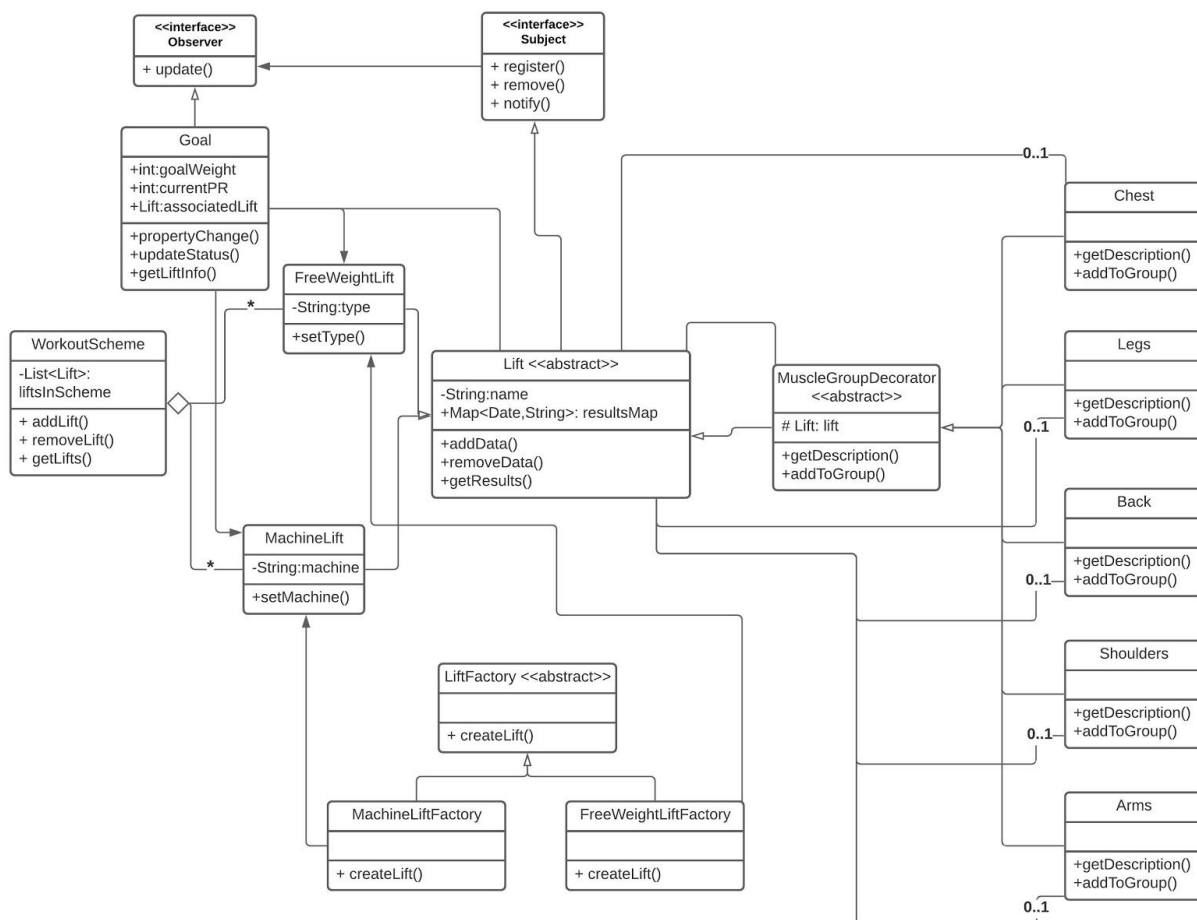 <<interface>>
Observer
+ update()
<<interface>>
Subject
+ register()
+ remove()
+ notify()
Goal
+int:goalWeight
+int:currentPR
+Lift:associatedLift
+propertyChange()
+updateStatus()
+getLiftInfo()
0..1
Chest
+getDescription()
+addToGroup()
FreeWeightLift
-String:type
+setType()
*
WorkoutScheme
-List<Lift>:
liftsInScheme
+ addLift()
+ removeLift()
+ getLifts()
Lift <<abstract>>
-String:name
+Map<Date,String>: resultsMap
+addData()
+removeData()
+getResults()
MuscleGroupDecorator
<<abstract>>
# Lift: lift
+getDescription()
+addToGroup()
Legs
+getDescription()
+addToGroup()
0..1
Back
+getDescription()
+addToGroup()
0..1
MachineLift
-String:machine
+setMachine()
*
Shoulders
+getDescription()
+addToGroup()
0..1
LiftFactory <<abstract>>
+ createLift()
MachineLiftFactory
+ createLift()
FreeWeightLiftFactory
+ createLift()
Arms
+getDescription()
+addToGroup()
0..1